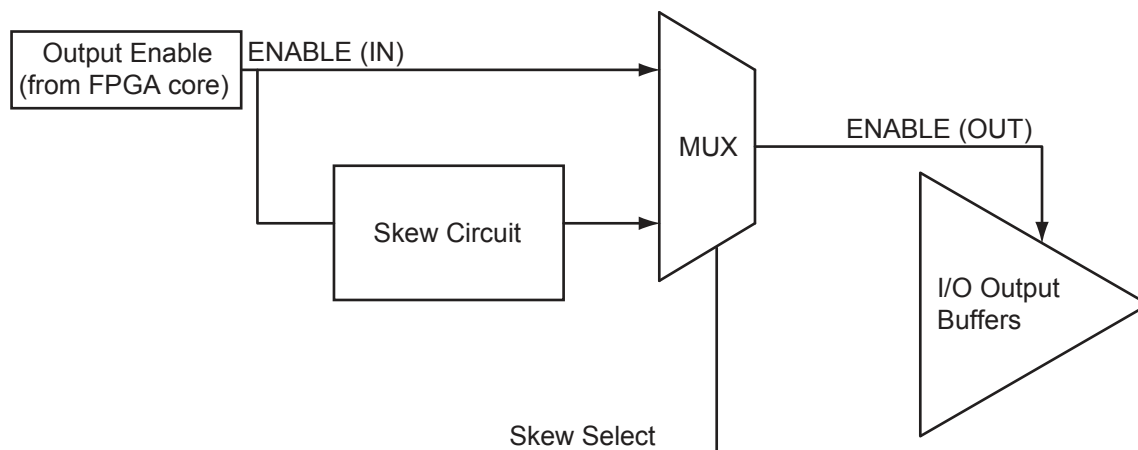 Output Enable
(from FPGA core)
ENABLE (IN)
MUX
ENABLE (OUT)
Skew Circuit
I/O Output
Buffers
Skew Select